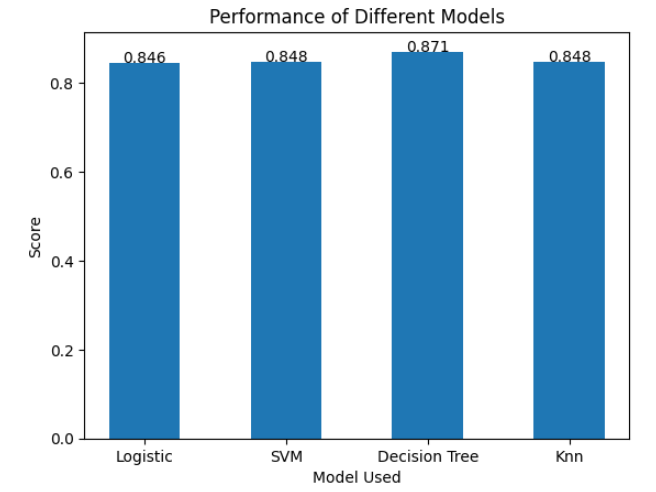 Performance of Different Models
0.846 0.848 0.871 0.848
0.8
0.6
0.4
0.2
0.0
Score
Logistic SVM Decision Tree Knn
Model Used